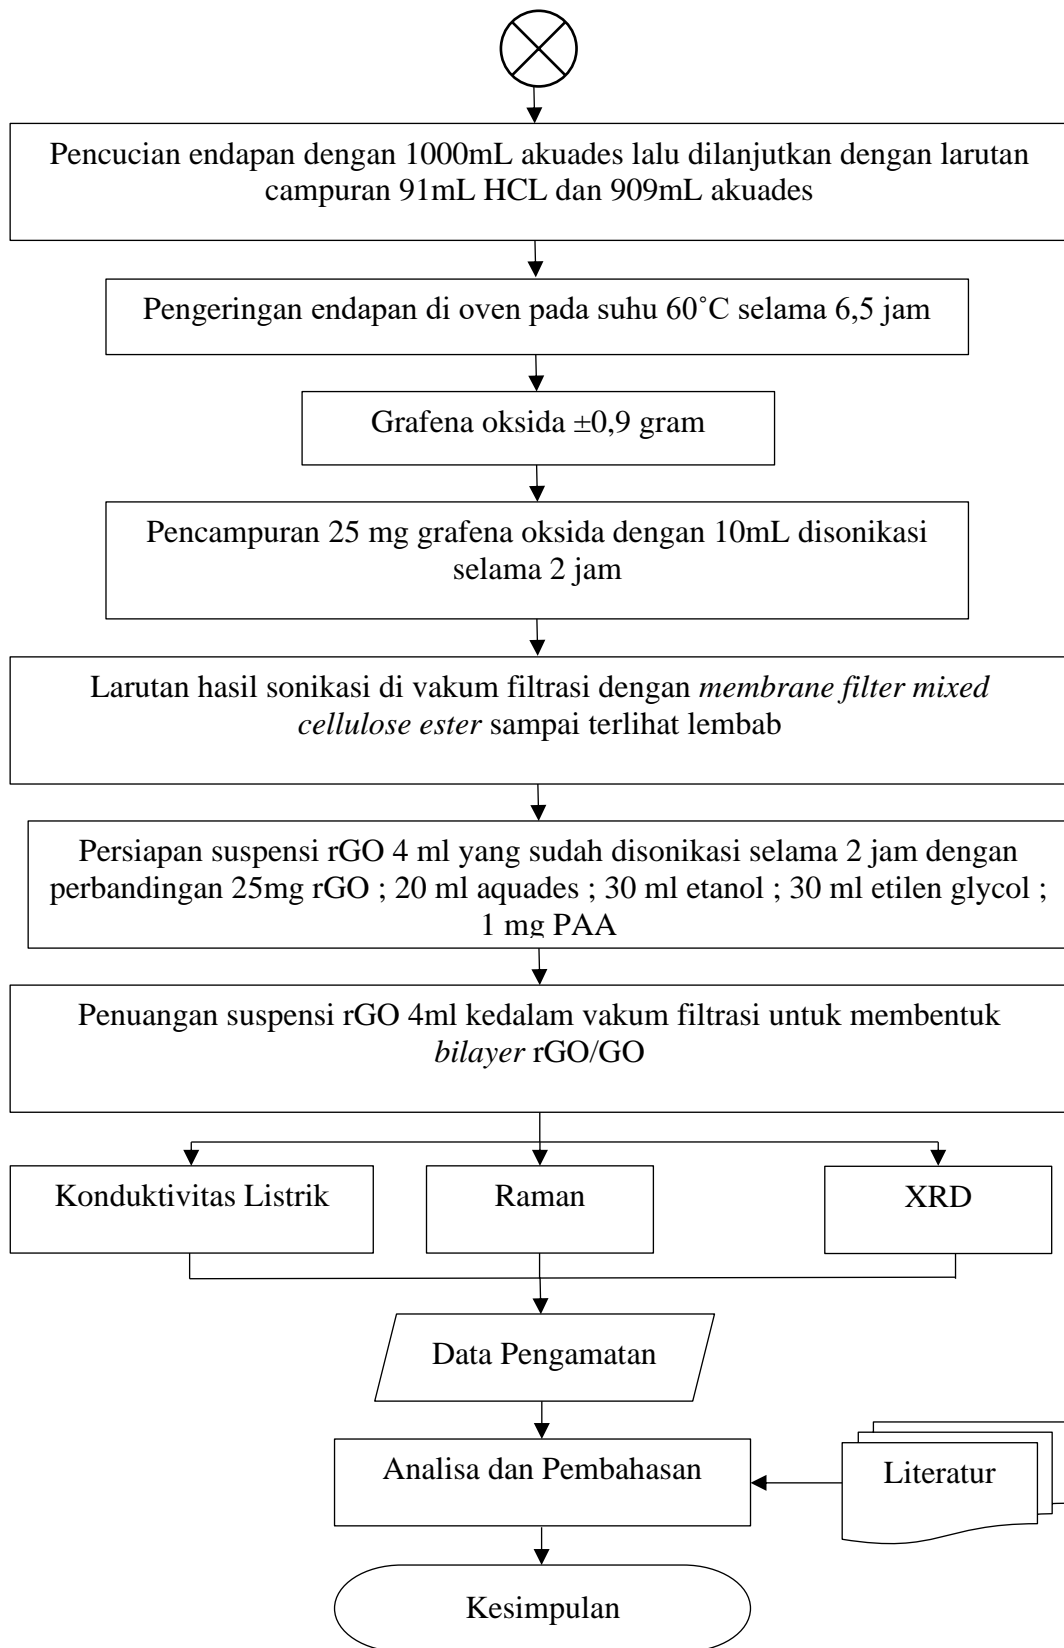 Pencucian endapan dengan 1000mL akuades lalu dilanjutkan dengan larutan
campuran 91mL HCL dan 909mL akuades
Pengeringan endapan di oven pada suhu 60˚C selama 6,5 jam
Grafena oksida ±0,9 gram
Pencampuran 25 mg grafena oksida dengan 10mL disonikasi
selama 2 jam
Larutan hasil sonikasi di vakum filtrasi dengan membrane filter mixed
cellulose ester sampai terlihat lembab
Persiapan suspensi rGO 4 ml yang sudah disonikasi selama 2 jam dengan
perbandingan 25mg rGO ; 20 ml aquades ; 30 ml etanol ; 30 ml etilen glycol ;
1 mg PAA
Penuangan suspensi rGO 4ml kedalam vakum filtrasi untuk membentuk
bilayer rGO/GO
Konduktivitas Listrik
Raman
XRD
Data Pengamatan
Analisa dan Pembahasan
Literatur
Kesimpulan